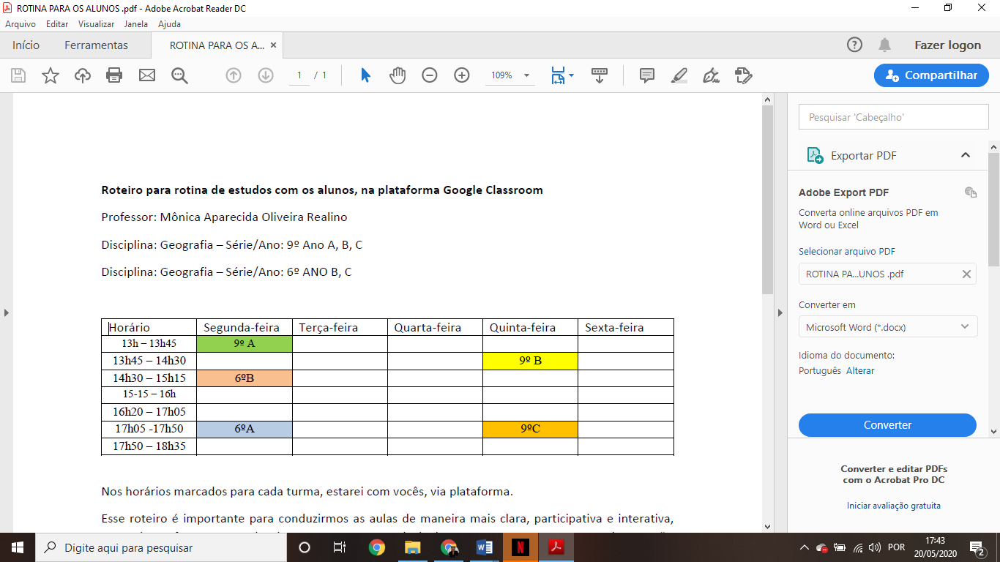 ROTINA PARA OS ALUNOS .pdf - Adobe Acrobat Reader DC
Arquivo Editar Visualizar Janela Ajuda
Início Ferramentas ROTINA PARA OS A... × Fazer logon
1 / 1 109% Compartilhar
Roteiro para rotina de estudos com os alunos, na plataforma Google Classroom
Professor: Mônica Aparecida Oliveira Realino
Disciplina: Geografia – Série/Ano: 9º Ano A, B, C
Disciplina: Geografia – Série/Ano: 6º ANO B, C
Horário Segunda-feira Terça-feira Quarta-feira Quinta-feira Sexta-feira
13h – 13h45 9º A
13h45 – 14h30 9º B
14h30 – 15h15 6ºB
15-15 – 16h
16h20 – 17h05
17h05 -17h50 6ºA 9ºC
17h50 – 18h35
Nos horários marcados para cada turma, estarei com vocês, via plataforma.
Esse roteiro é importante para conduzirmos as aulas de maneira mais clara, participativa e interativa,
Pesquisar 'Cabeçalho'
Exportar PDF
Adobe Export PDF
Converta online arquivos PDF em
Word ou Excel
Selecionar arquivo PDF
ROTINA PA...UNOS .pdf
Converter em
Microsoft Word (*.docx)
Idioma do documento:
Português Alterar
Converter
Converter e editar PDFs
com o Acrobat Pro DC
Iniciar avaliação gratuita
Digite aqui para pesquisar
POR
17:43
20/05/2020
2